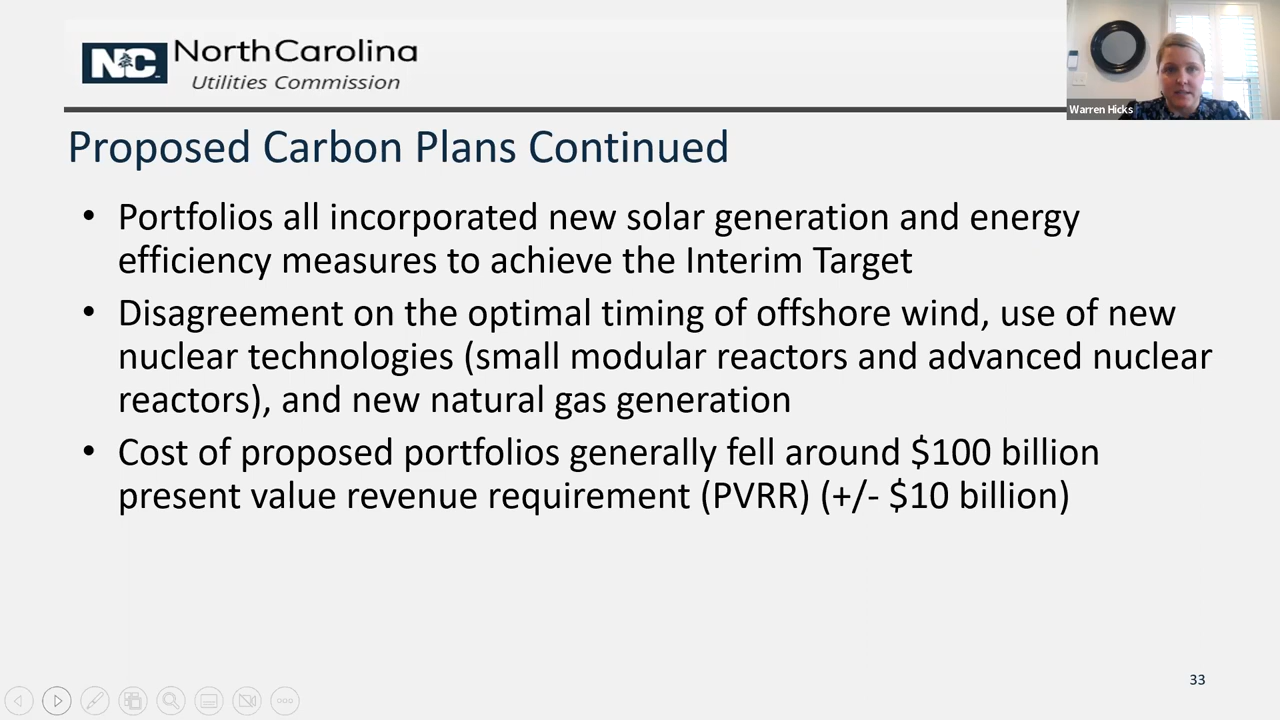 NC NorthCarolina
Utilities Commission
Warren Hicks
Proposed Carbon Plans Continued
• Portfolios all incorporated new solar generation and energy
efficiency measures to achieve the Interim Target
• Disagreement on the optimal timing of offshore wind, use of new
nuclear technologies (small modular reactors and advanced nuclear
reactors), and new natural gas generation
• Cost of proposed portfolios generally fell around $100 billion
present value revenue requirement (PVRR) (+/- $10 billion)
33